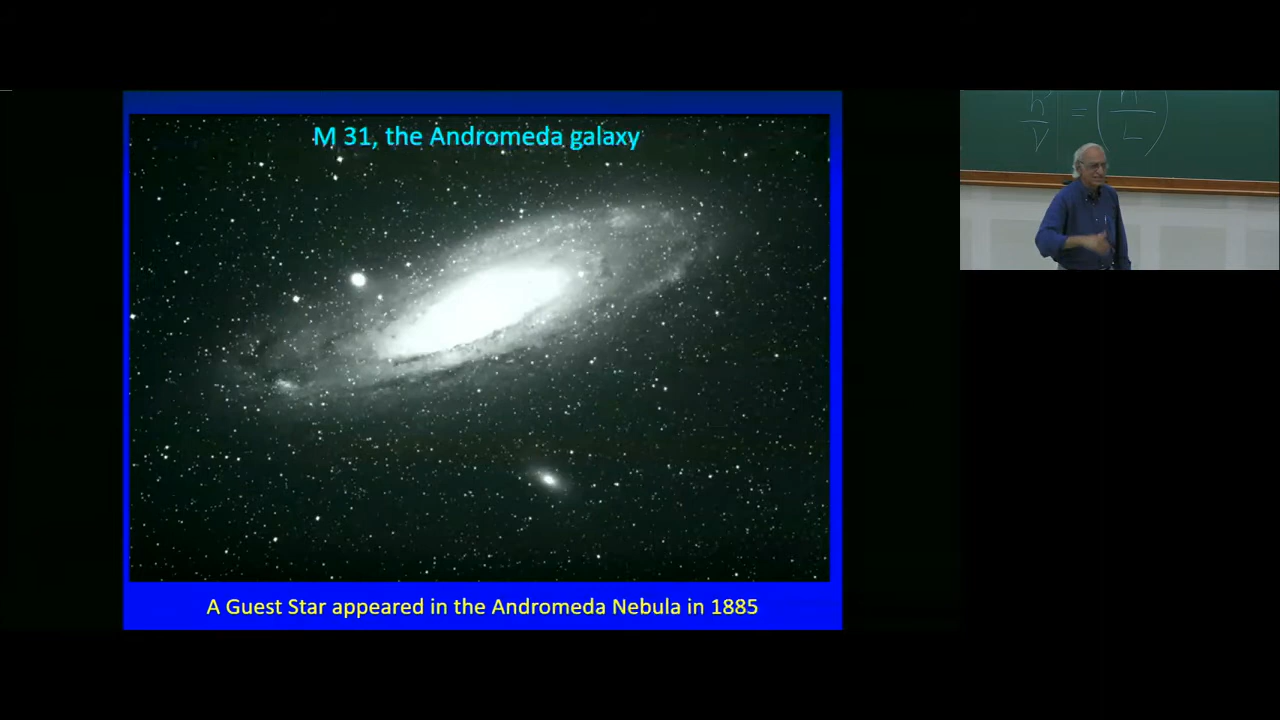 M 31, the Andromeda galaxy
A Guest Star appeared in the Andromeda Nebula in 1885